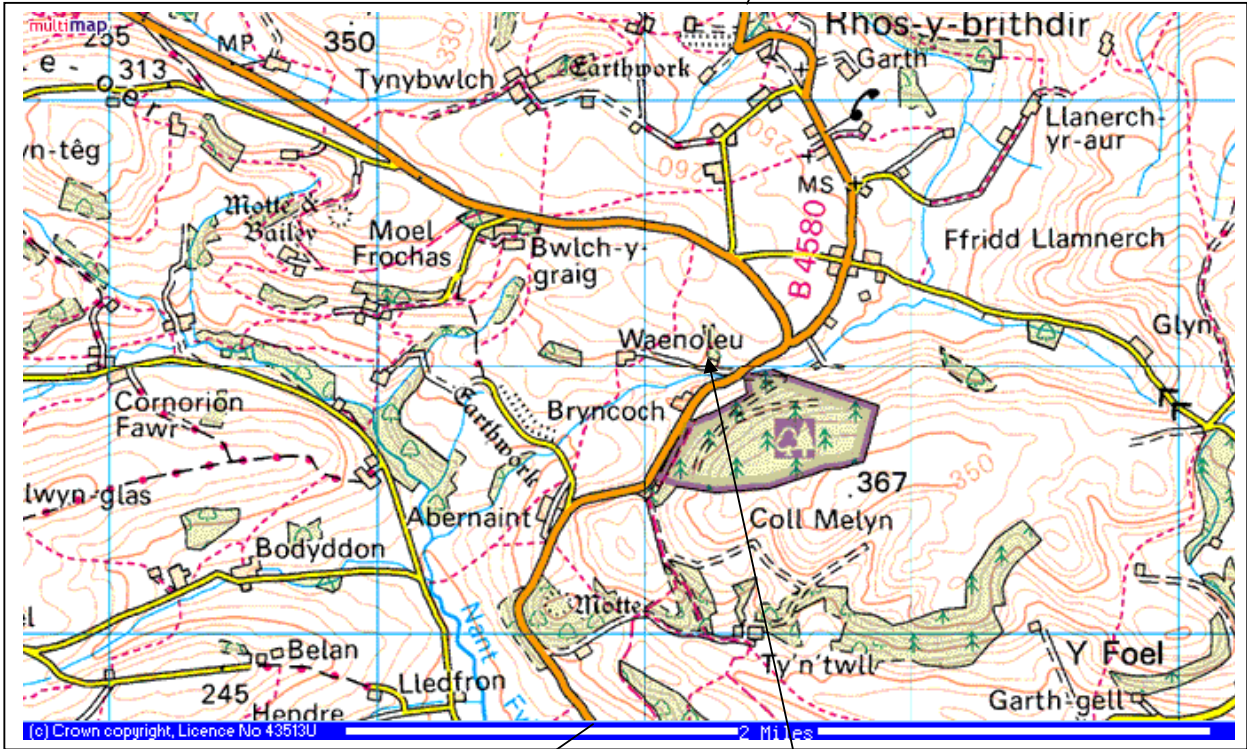 multimap
255
MP
350
330
Rhos-y-brithdir
e - o e r
313
Tynybwlch
Earthwork
Garth
Llanerch-
yr-aur
yn-têg
250
260
MS
Motte &
Bailey
Moel
Frochas
Bwlch-y-
graig
B 4580
Ffridd Llamnerch
Waenoleu
Glyn
Cornorion
Fawr
Earthwork
Bryncoch
lwyn-glas
367
350
Abernaint
Coll Melyn
Bodyddon
Nant
Motte
el
Belan
Ty'n'twll
Y Foel
245
Lledfron
Garth-gell
Hendre
Fy
(c) Crown copyright, Licence No 43513U
2 Miles